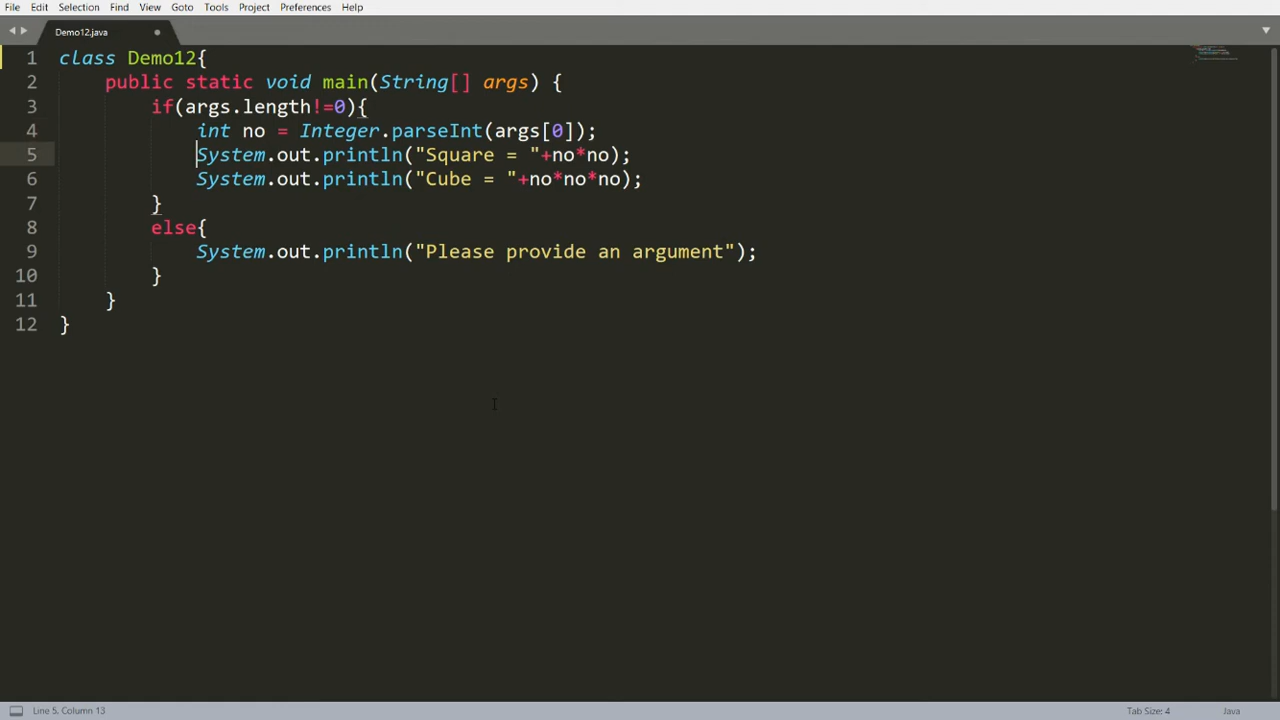 File Edit Selection Find View Goto Tools Project Preferences Help
Demo12.java
1 class Demo12{
2     public static void main(String[] args) {
3         if(args.length!=0){
4             int no = Integer.parseInt(args[0]);
5             System.out.println("Square = "+no*no);
6             System.out.println("Cube = "+no*no*no);
7         }
8         else{
9             System.out.println("Please provide an argument");
10         }
11     }
12 }
Line 5, Column 13 Tab Size: 4 Java